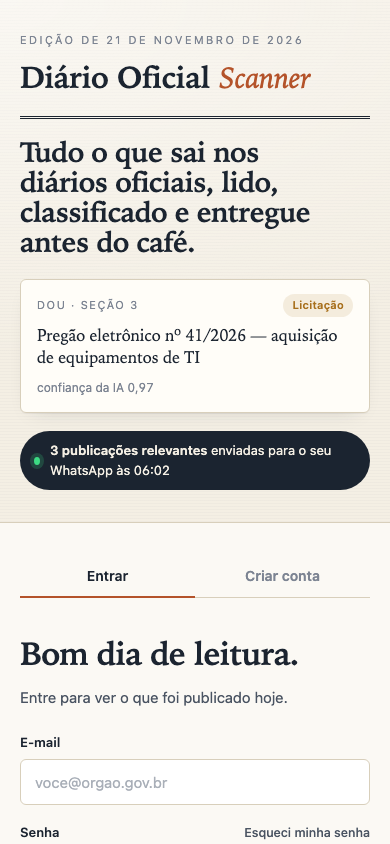 EDIÇÃO DE 21 DE NOVEMBRO DE 2026
Diário Oficial Scanner
Tudo o que sai nos
diários oficiais, lido,
classificado e entregue
antes do café.
DOU · SEÇÃO 3
Licitação
Pregão eletrônico nº 41/2026 — aquisição
de equipamentos de TI
confiança da IA 0,97
3 publicações relevantes enviadas para o seu
WhatsApp às 06:02
Entrar
Criar conta
Bom dia de leitura.
Entre para ver o que foi publicado hoje.
E-mail
voce@orgao.gov.br
Senha
Esqueci minha senha